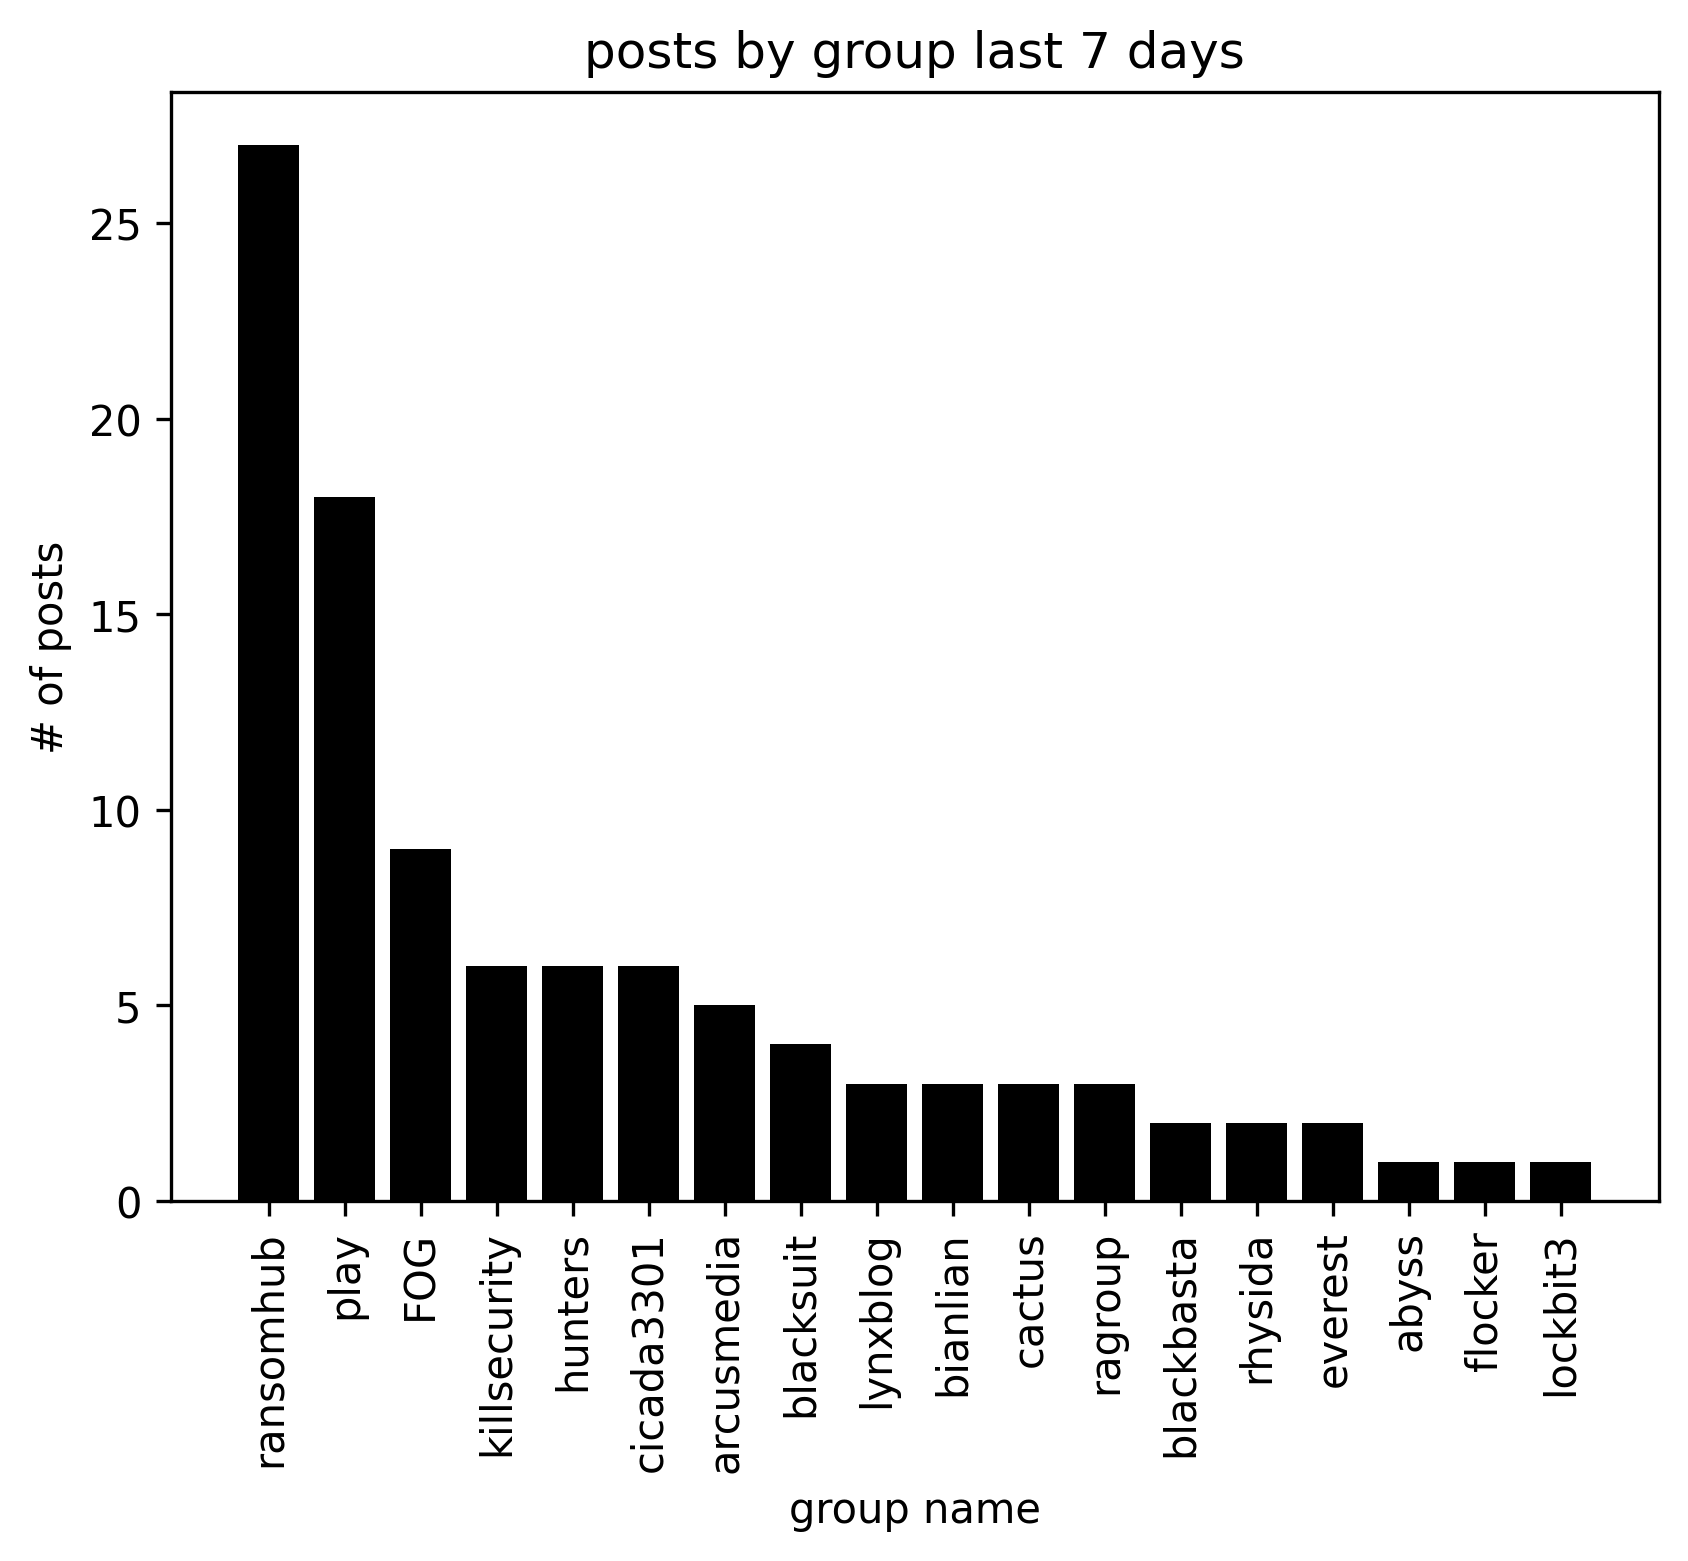 posts by group last 7 days
# of posts
25
20
15
10
5
0
ransomhub
play
FOG
killsecurity
hunters
cicada3301
arcusmedia
blacksuit
lynxblog
bianlian
cactus
ragroup
blackbasta
rhysida
everest
abyss
flocker
lockbit3
group name